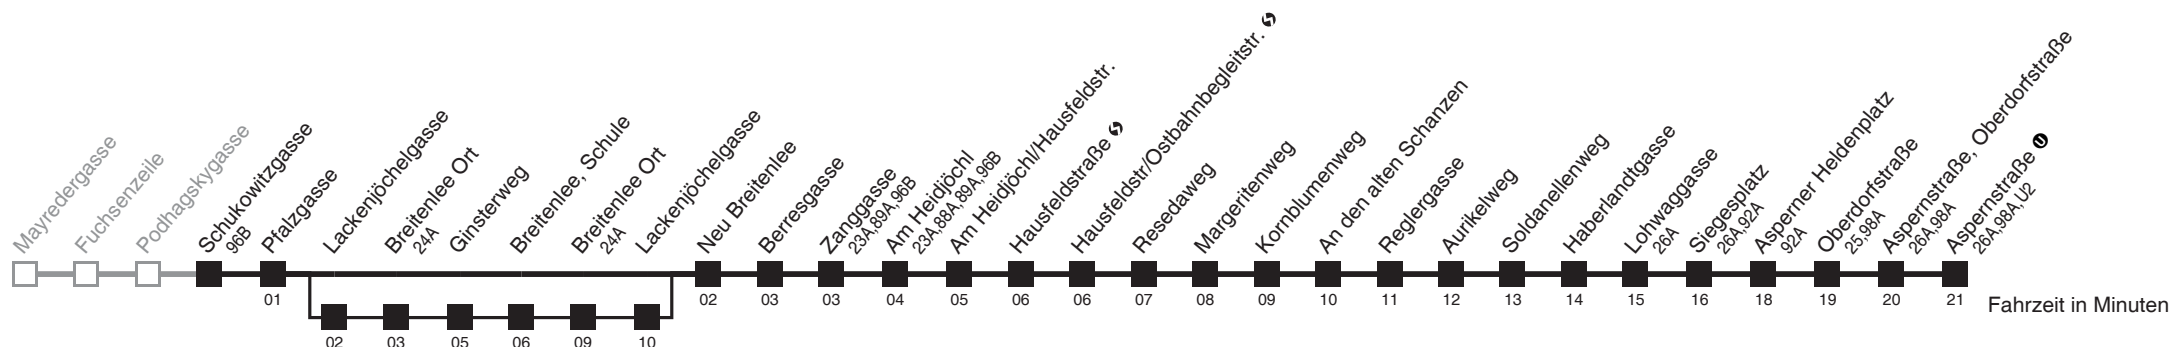 Mayredergasse
Fuchsenzeile
Podhagskygasse
Schukowitzgasse
96B
Pfalzgasse
01
Lackenjöchelgasse
02
Breitenlee Ort
24A
03
Ginsterweg
05
Breitenlee, Schule
06
Breitenlee Ort
24A
09
Lackenjöchelgasse
10
Neu Breitenlee
02
Berresgasse
03
Zanggasse
23A,89A,96B
03
Am Heidjöchl
23A,88A,89A,96B
04
Am Heidjöchl/Hausfeldstr.
05
Hausfeldstraße
06
Hausfeldstr/Ostbahnbegleitstr.
06
Resedaweg
07
Margeritenweg
08
Kornblumenweg
09
An den alten Schanzen
10
Reglergasse
11
Aurikelweg
12
Soldanellenweg
13
Haberlandtgasse
14
Lohwaggasse
26A
15
Siegesplatz
26A,92A
16
Asperner Heldenplatz
92A
18
Oberdorfstraße
25,98A
19
Aspernstraße, Oberdorfstraße
26A,98A
20
Aspernstraße U
26A,98A,U2
21
Fahrzeit in Minuten